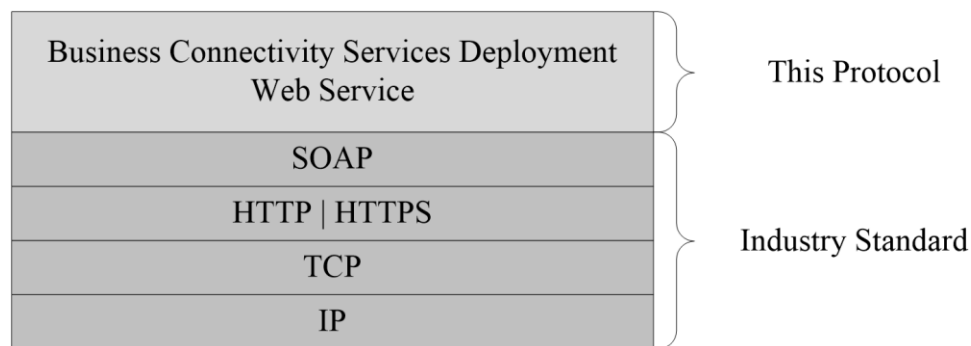 Business Connectivity Services Deployment
Web Service
This Protocol
SOAP
HTTP | HTTPS
TCP
IP
Industry Standard